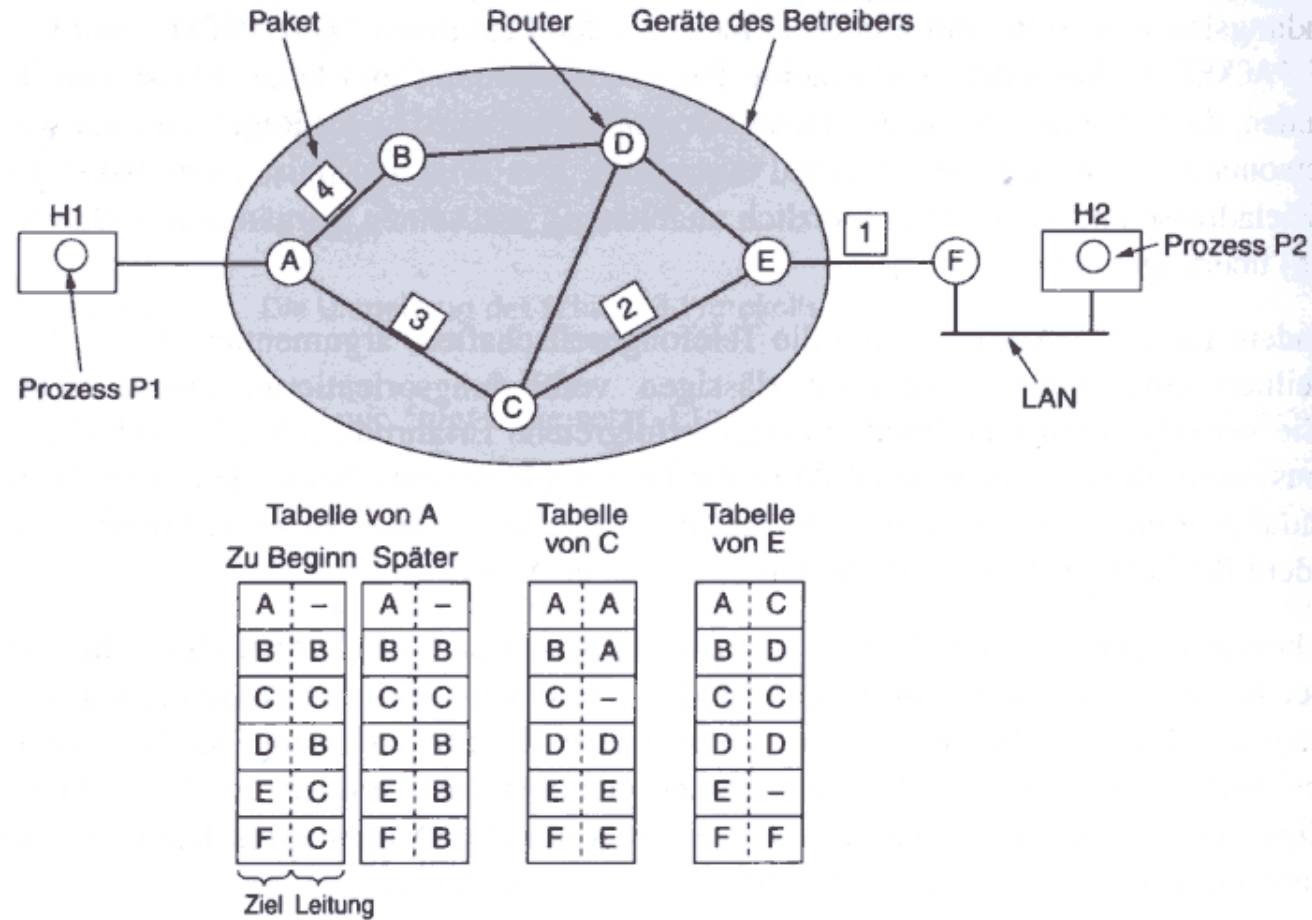 Paket Router Geräte des Betreibers
B D
4
H1 1 H2
A E F Prozess P2
3 2
Prozess P1 C LAN
Tabelle von A Tabelle von C Tabelle von E
Zu Beginn Später
A – A – A A A C
B B B B B A B D
C C C C C – C C
D B D B D D D D
E C E B E E E –
F C F B F E F F
Ziel Leitung